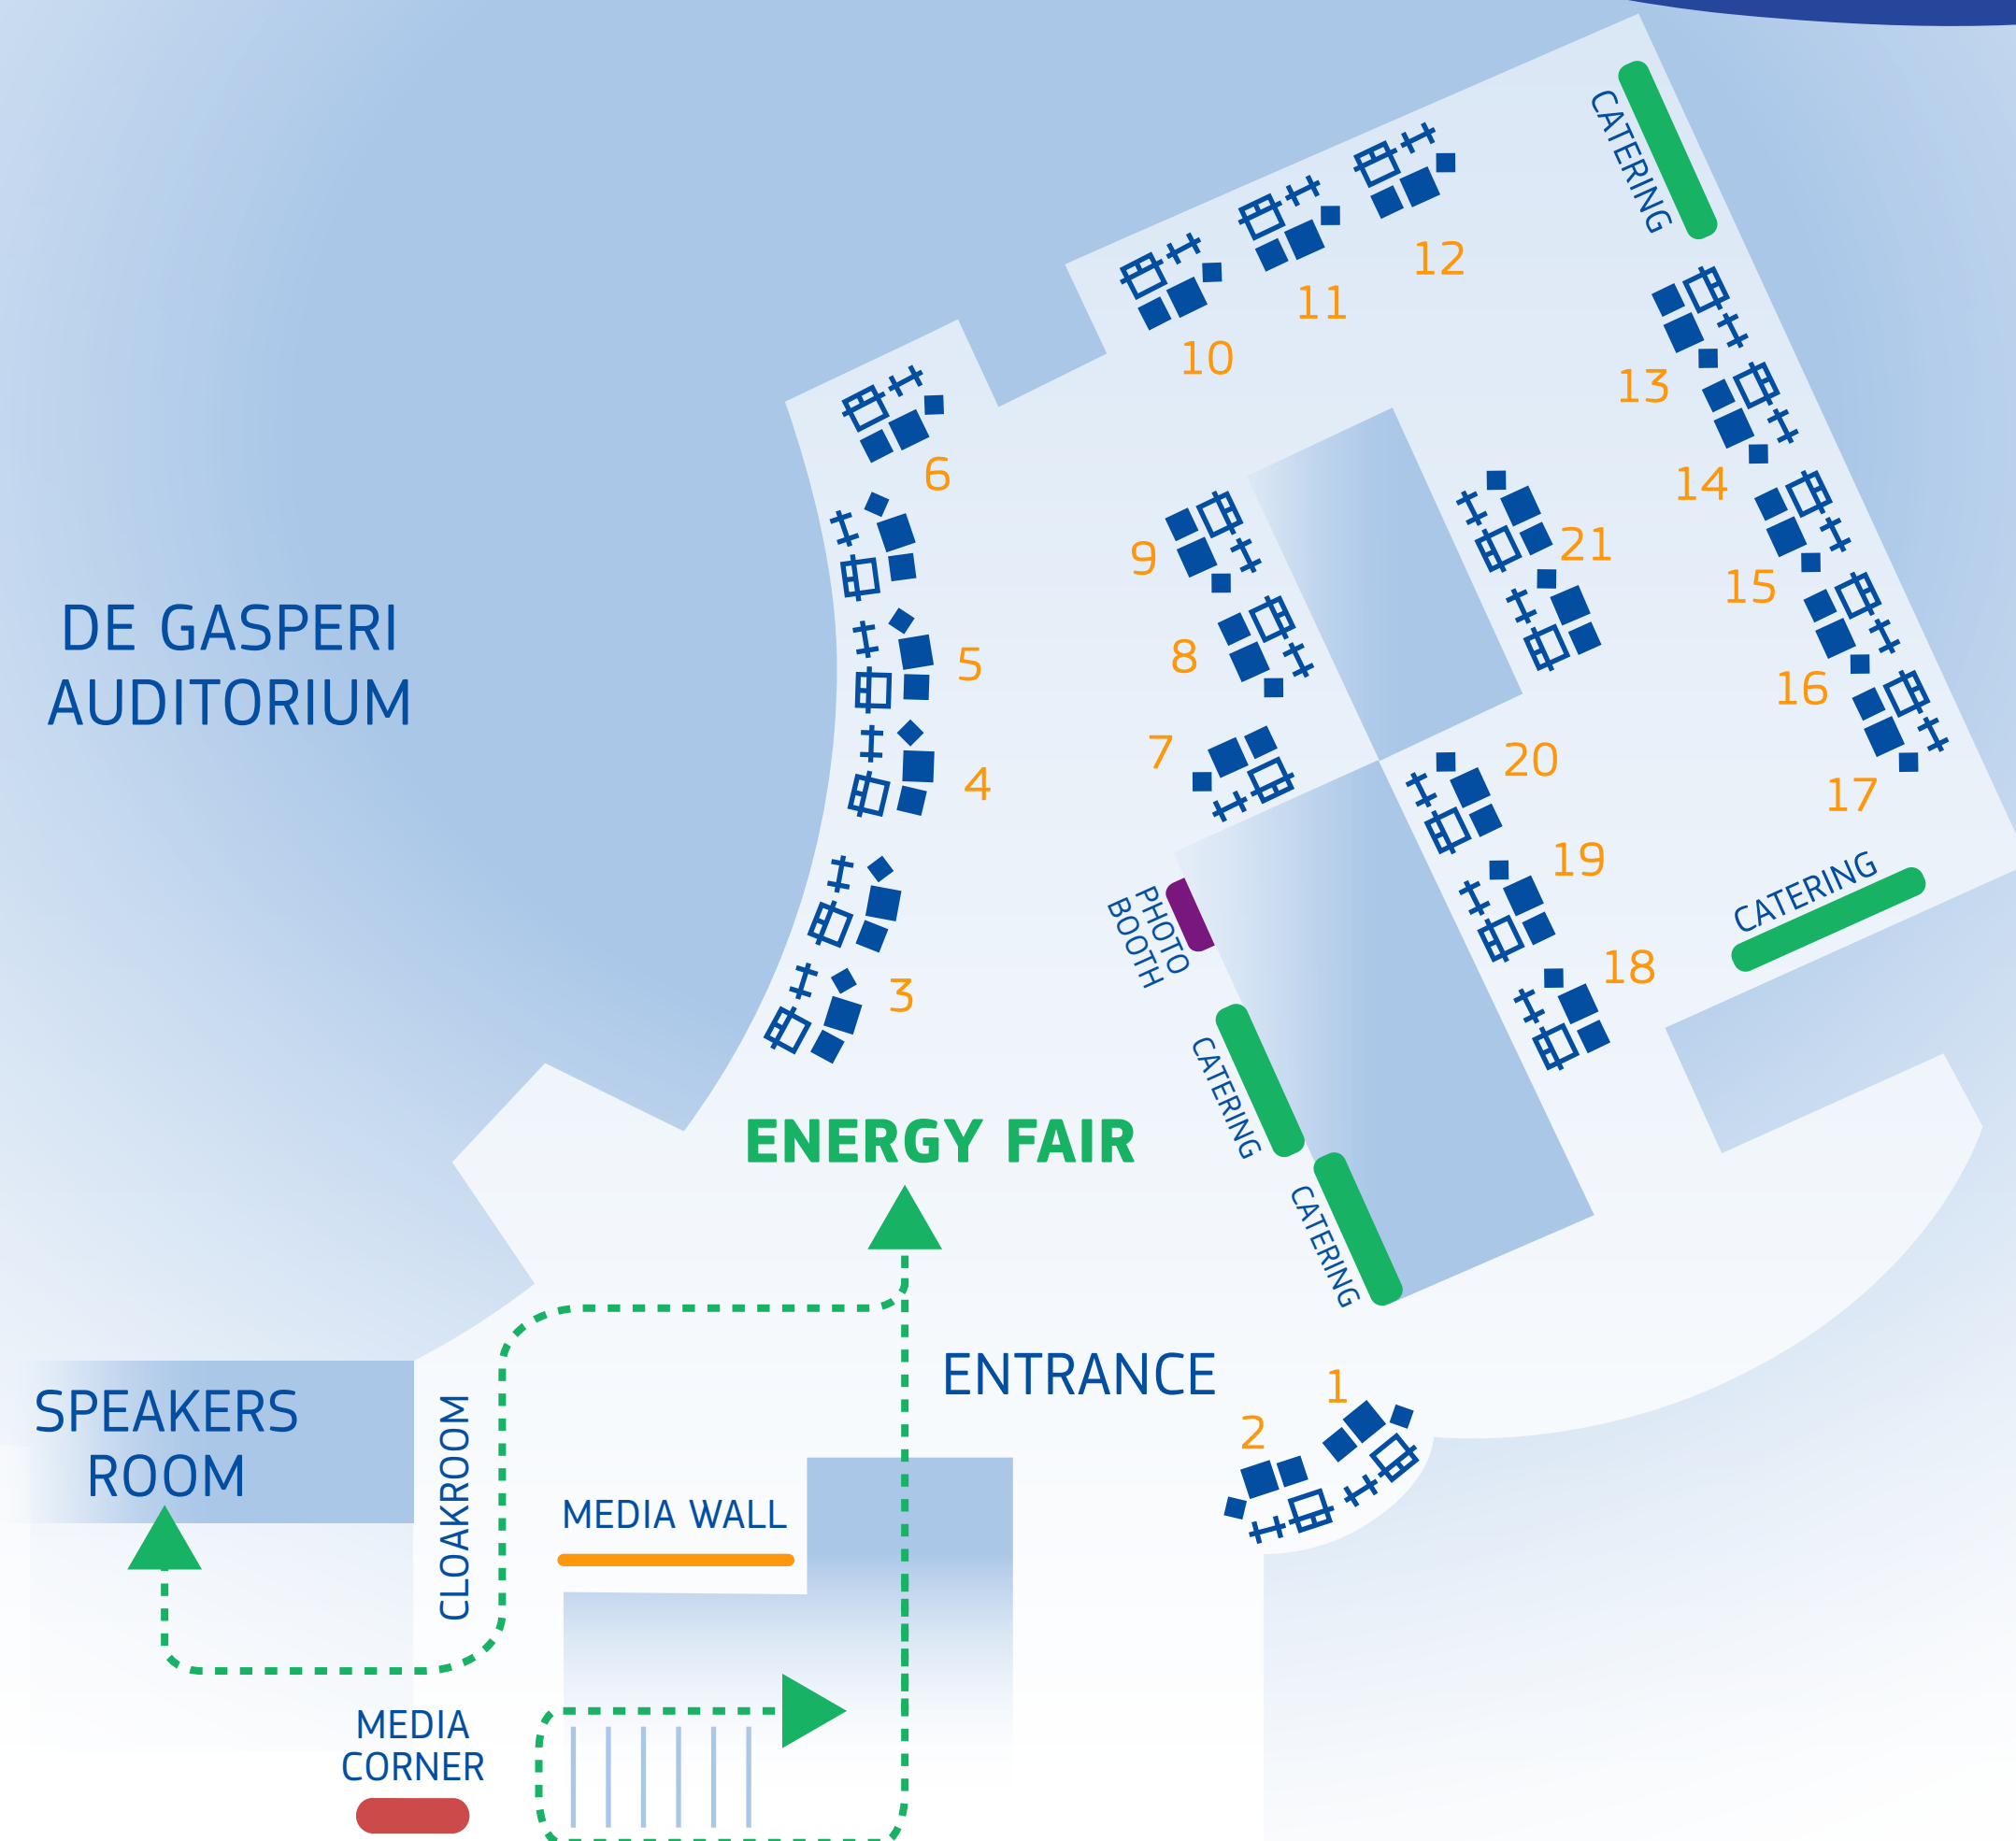 CATERING
12
11
10
13
6
14
21
9
15
DE GASPERI
AUDITORIUM
5
8
16
7
20
4
17
19
CATERING
PHOTO
BOOTH
18
3
CATERING
ENERGY FAIR
CATERING
ENTRANCE
1
2
SPEAKERS
ROOM
CLOAKROOM
MEDIA WALL
MEDIA
CORNER